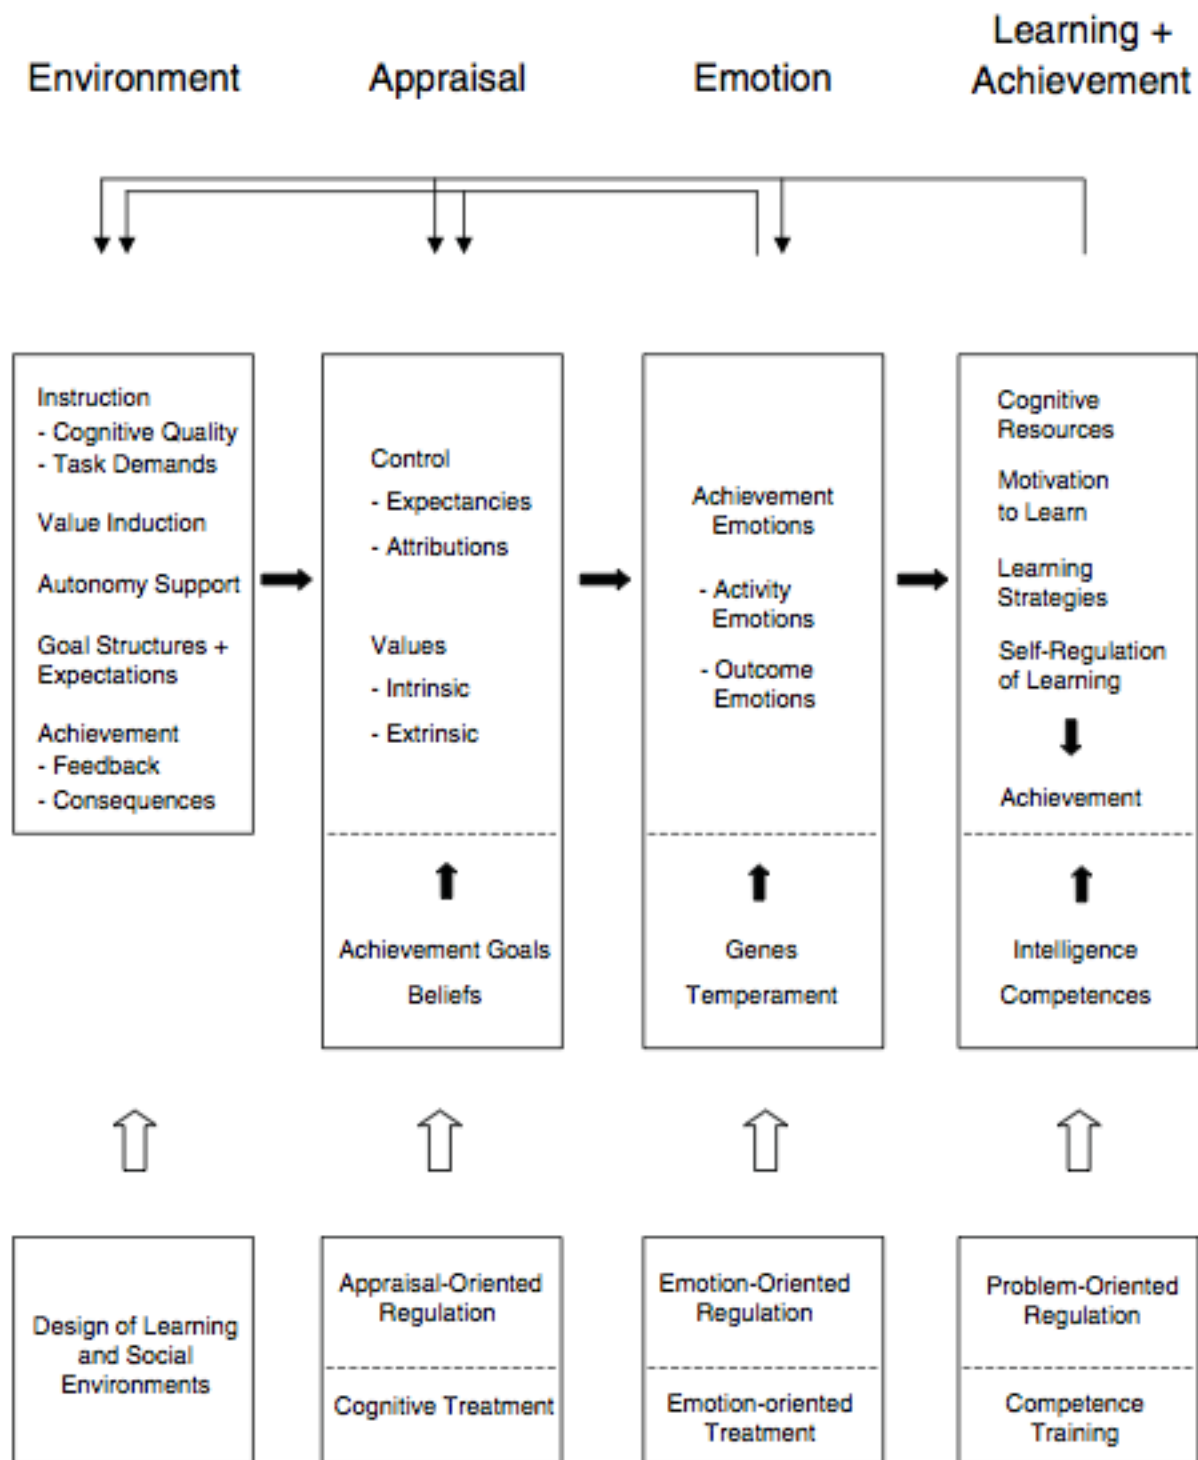 Environment
Appraisal
Emotion
Learning +
Achievement
Instruction
- Cognitive Quality
- Task Demands
Value Induction
Autonomy Support
Goal Structures +
Expectations
Achievement
- Feedback
- Consequences
Control
- Expectancies
- Attributions
Values
- Intrinsic
- Extrinsic
Achievement Goals
Beliefs
Achievement
Emotions
- Activity
Emotions
- Outcome
Emotions
Genes
Temperament
Cognitive
Resources
Motivation
to Learn
Learning
Strategies
Self-Regulation
of Learning
Achievement
Intelligence
Competences
Design of Learning
and Social
Environments
Appraisal-Oriented
Regulation
Cognitive Treatment
Emotion-Oriented
Regulation
Emotion-oriented
Treatment
Problem-Oriented
Regulation
Competence
Training